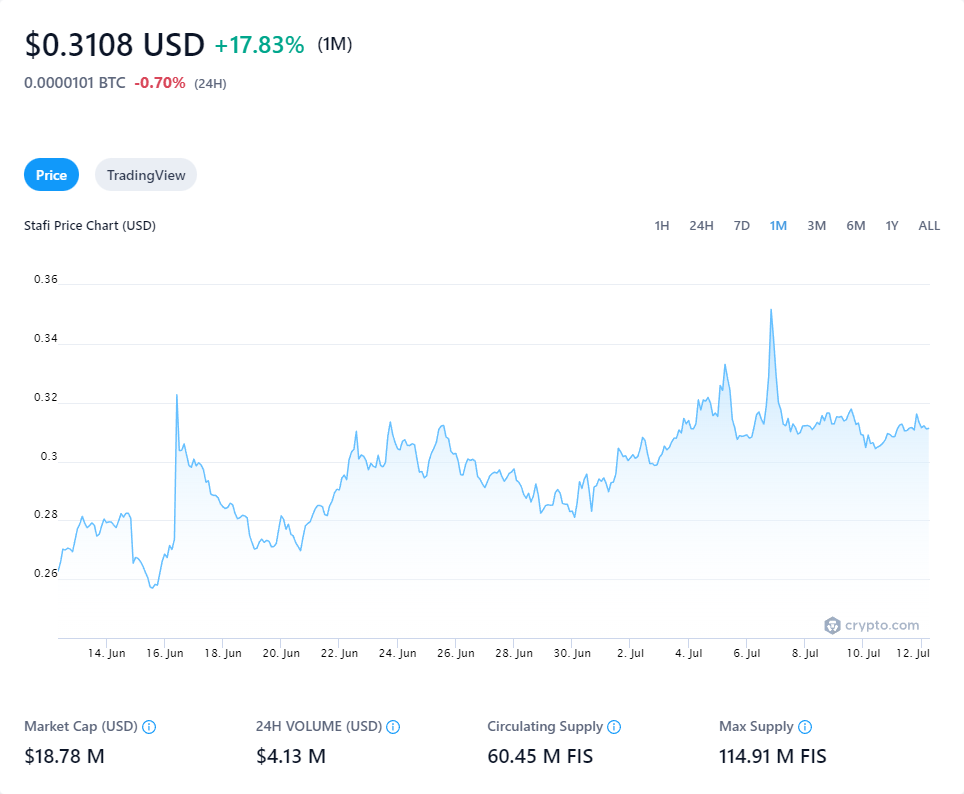 $0.3108 USD +17.83% (1M)
0.0000101 BTC -0.70% (24H)
Price TradingView
Stafi Price Chart (USD) 1H 24H 7D 1M 3M 6M 1Y ALL
0.36
0.34
0.32
0.3
0.28
0.26
crypto.com
14. Jun 16. Jun 18. Jun 20. Jun 22. Jun 24. Jun 26. Jun 28. Jun 30. Jun 2. Jul 4. Jul 6. Jul 8. Jul 10. Jul 12. Jul
Market Cap (USD) 24H VOLUME (USD) Circulating Supply Max Supply
$18.78 M $4.13 M 60.45 M FIS 114.91 M FIS